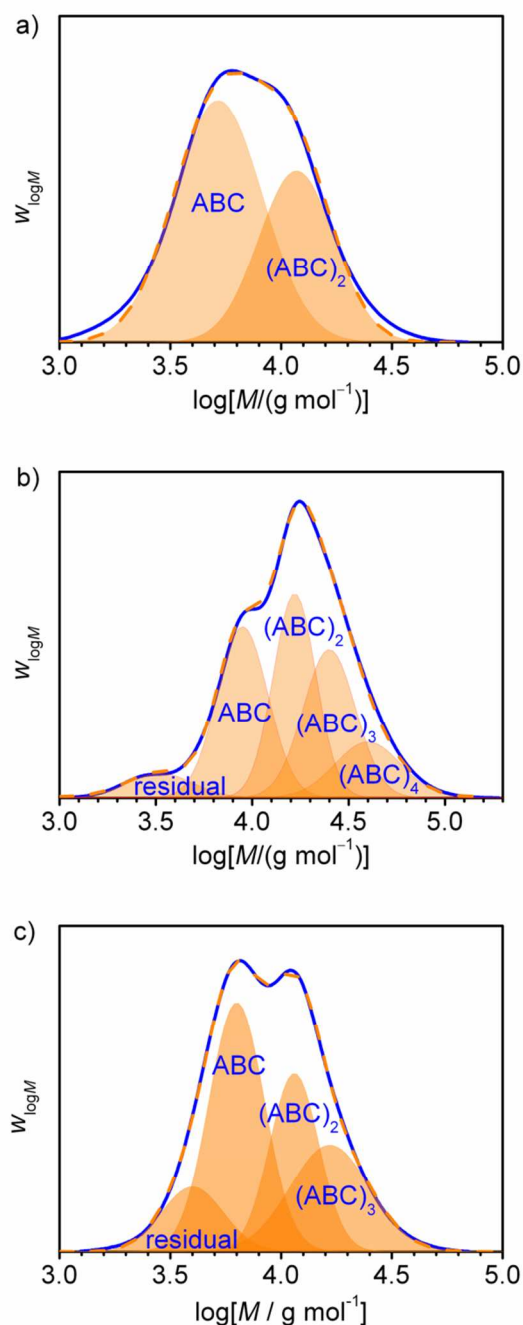 a)
w_logM
ABC
(ABC)₂
3.0 3.5 4.0 4.5 5.0
log[M/(g mol⁻¹)]
b)
w_logM
(ABC)₂
ABC
(ABC)₃
(ABC)₄
residual
3.0 3.5 4.0 4.5 5.0
log[M/(g mol⁻¹)]
c)
w_logM
ABC
(ABC)₂
(ABC)₃
residual
3.0 3.5 4.0 4.5 5.0
log[M / g mol⁻¹]